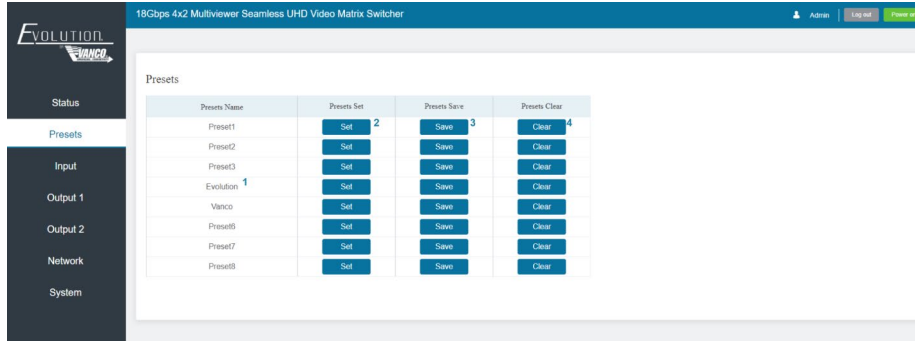 18Gbps 4x2 Multiviewer Seamless UHD Video Matrix Switcher
Admin
Log out
Power on
EVOLUTION
BY VANCO
Status
Presets
Input
Output 1
Output 2
Network
System
Presets
Presets Name Presets Set Presets Save Presets Clear
Preset1 Set 2 Save 3 Clear 4
Preset2 Set Save Clear
Preset3 Set Save Clear
Evolution 1 Set Save Clear
Vanco Set Save Clear
Preset6 Set Save Clear
Preset7 Set Save Clear
Preset8 Set Save Clear